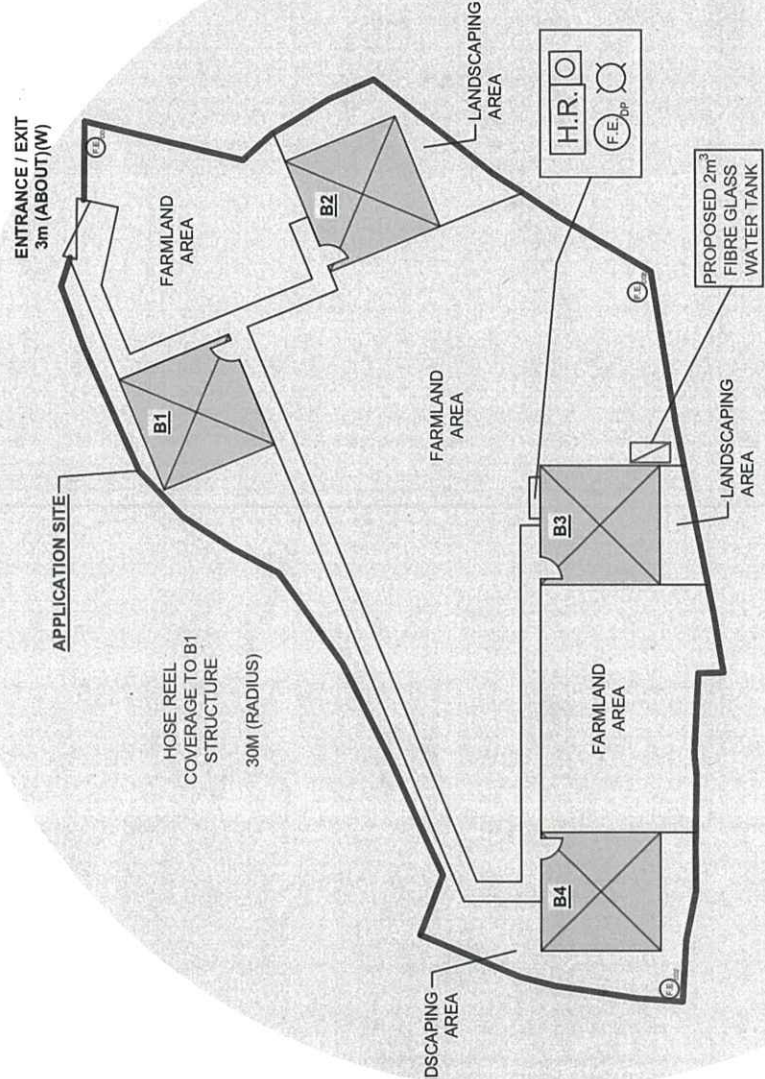 ENTRANCE / EXIT
3m (ABOUT)(W)
F.E.
FARMLAND
AREA
LANDSCAPING
AREA
B2
H.R.
F.E.
DP
APPLICATION SITE
B1
F.E.
PROPOSED 2m³
FIBRE GLASS
WATER TANK
FARMLAND
AREA
HOSE REEL
COVERAGE TO B1
STRUCTURE
30M (RADIUS)
B3
LANDSCAPING
AREA
FARMLAND
AREA
B4
DSCAPING
AREA
F.E.